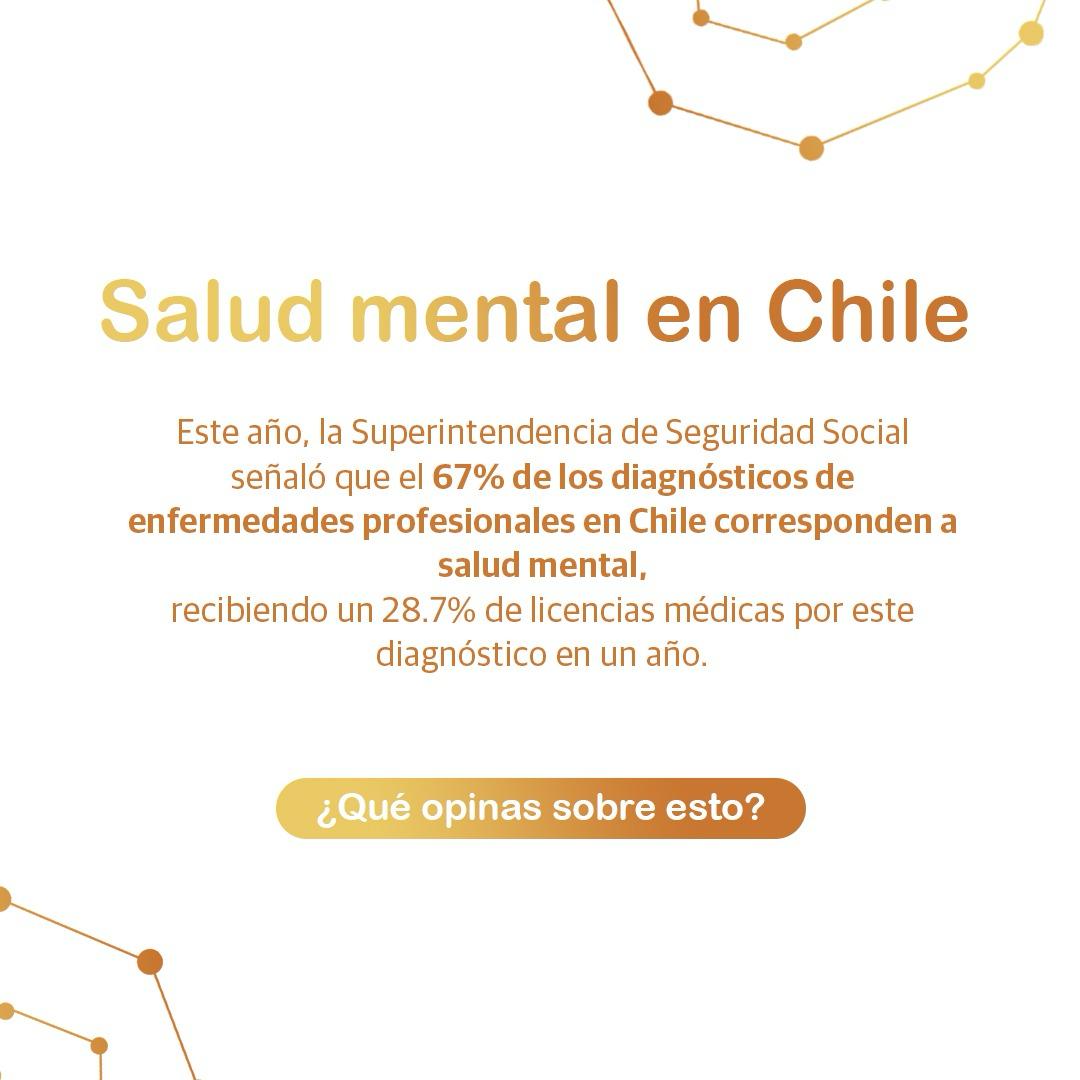 Salud mental en Chile
Este año, la Superintendencia de Seguridad Social
señaló que el 67% de los diagnósticos de
enfermedades profesionales en Chile corresponden a
salud mental,
recibiendo un 28.7% de licencias médicas por este
diagnóstico en un año.
¿Qué opinas sobre esto?